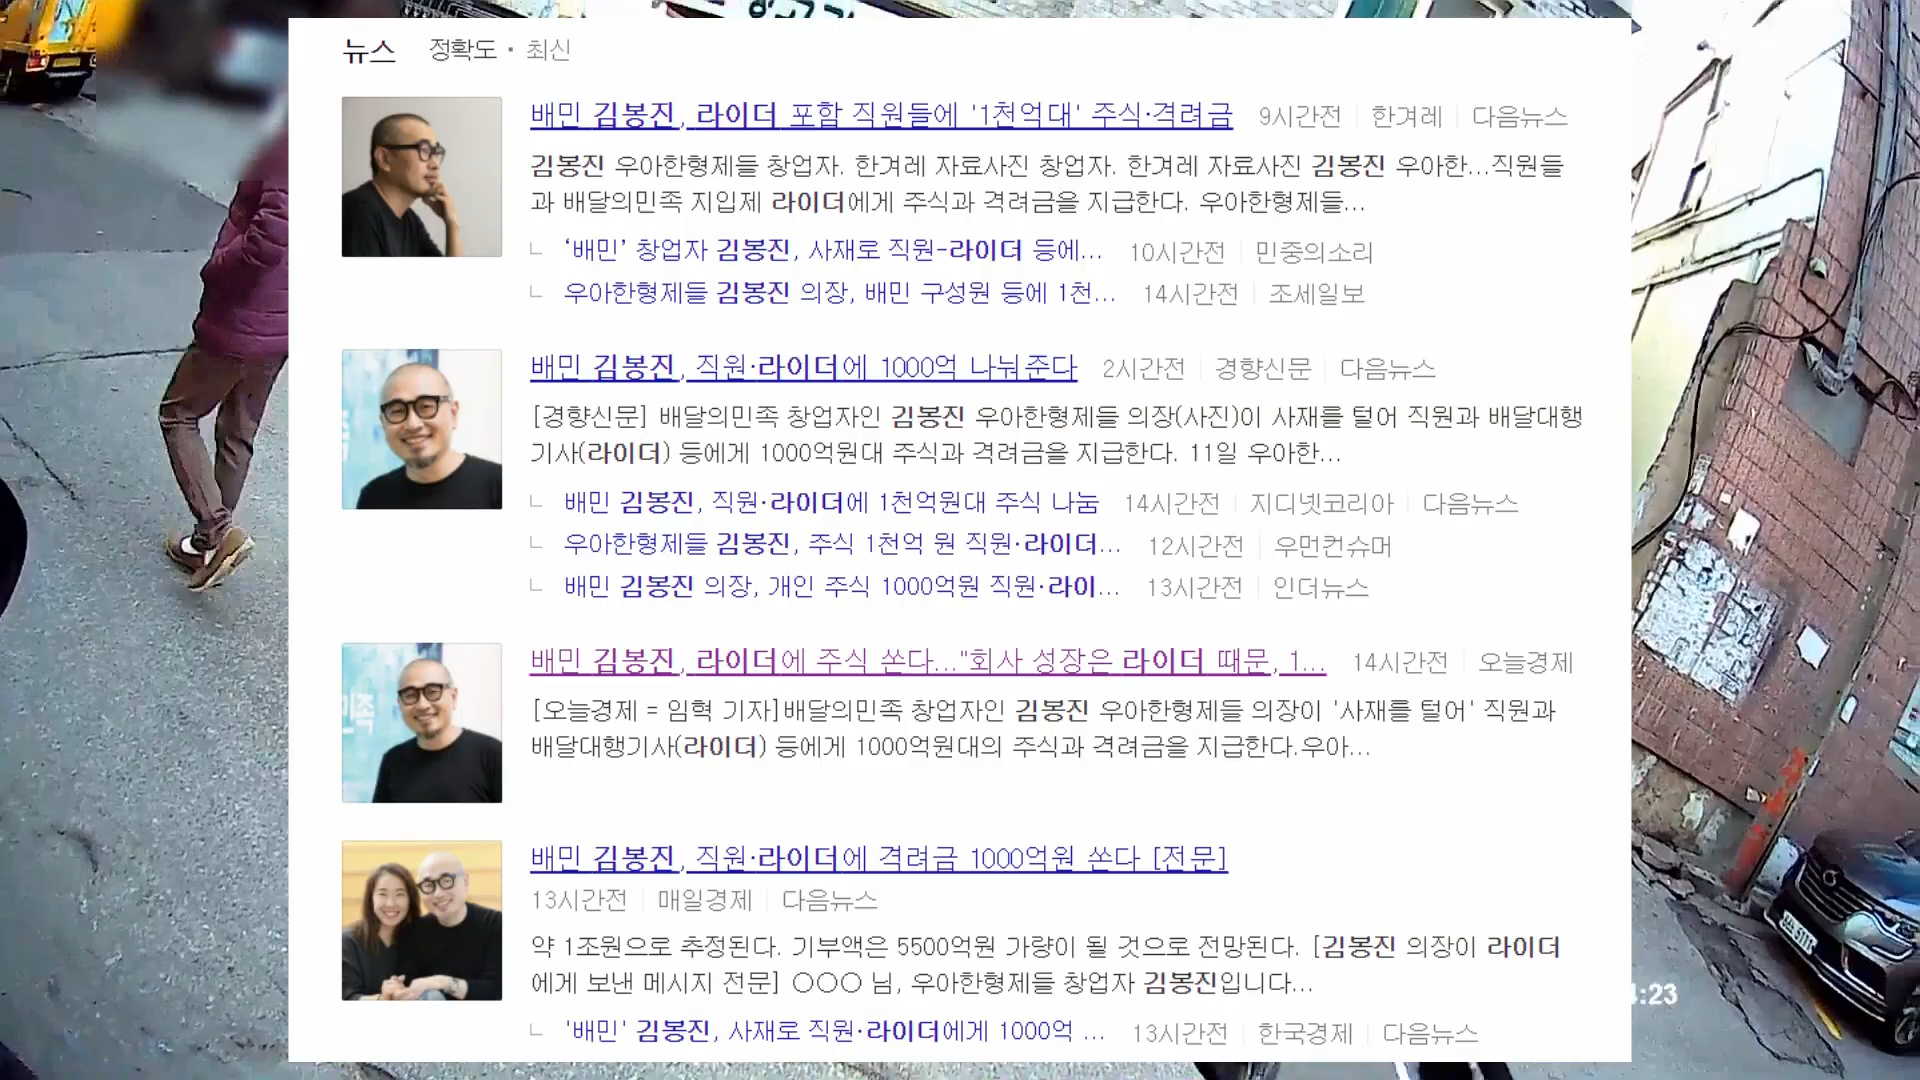 뉴스 정확도 · 최신
배민 김봉진, 라이더 포함 직원들에 '1천억대' 주식·격려금 9시간전 한겨레 다음뉴스
김봉진 우아한형제들 창업자. 한겨레 자료사진 창업자. 한겨레 자료사진 김봉진 우아한...직원들
과 배달의민족 지입제 라이더에게 주식과 격려금을 지급한다. 우아한형제들...
‘배민’ 창업자 김봉진, 사재로 직원-라이더 등에... 10시간전 민중의소리
우아한형제들 김봉진 의장, 배민 구성원 등에 1천... 14시간전 조세일보
배민 김봉진, 직원·라이더에 1000억 나눠준다 2시간전 경향신문 다음뉴스
[경향신문] 배달의민족 창업자인 김봉진 우아한형제들 의장(사진)이 사재를 털어 직원과 배달대행
기사(라이더) 등에게 1000억원대 주식과 격려금을 지급한다. 11일 우아한...
배민 김봉진, 직원·라이더에 1천억원대 주식 나눔 14시간전 지디넷코리아 다음뉴스
우아한형제들 김봉진, 주식 1천억 원 직원·라이더... 12시간전 우먼컨슈머
배민 김봉진 의장, 개인 주식 1000억원 직원·라이... 13시간전 인더뉴스
배민 김봉진, 라이더에 주식 쏜다..."회사 성장은 라이더 때문, 1... 14시간전 오늘경제
[오늘경제 = 임혁 기자]배달의민족 창업자인 김봉진 우아한형제들 의장이 '사재를 털어' 직원과
배달대행기사(라이더) 등에게 1000억원대의 주식과 격려금을 지급한다.우아...
배민 김봉진, 직원·라이더에 격려금 1000억원 쏜다 [전문]
13시간전 매일경제 다음뉴스
약 1조원으로 추정된다. 기부액은 5500억원 가량이 될 것으로 전망된다. [김봉진 의장이 라이더
에게 보낸 메시지 전문] ○○○ 님, 우아한형제들 창업자 김봉진입니다...
'배민' 김봉진, 사재로 직원·라이더에게 1000억 ... 13시간전 한국경제 다음뉴스
:23